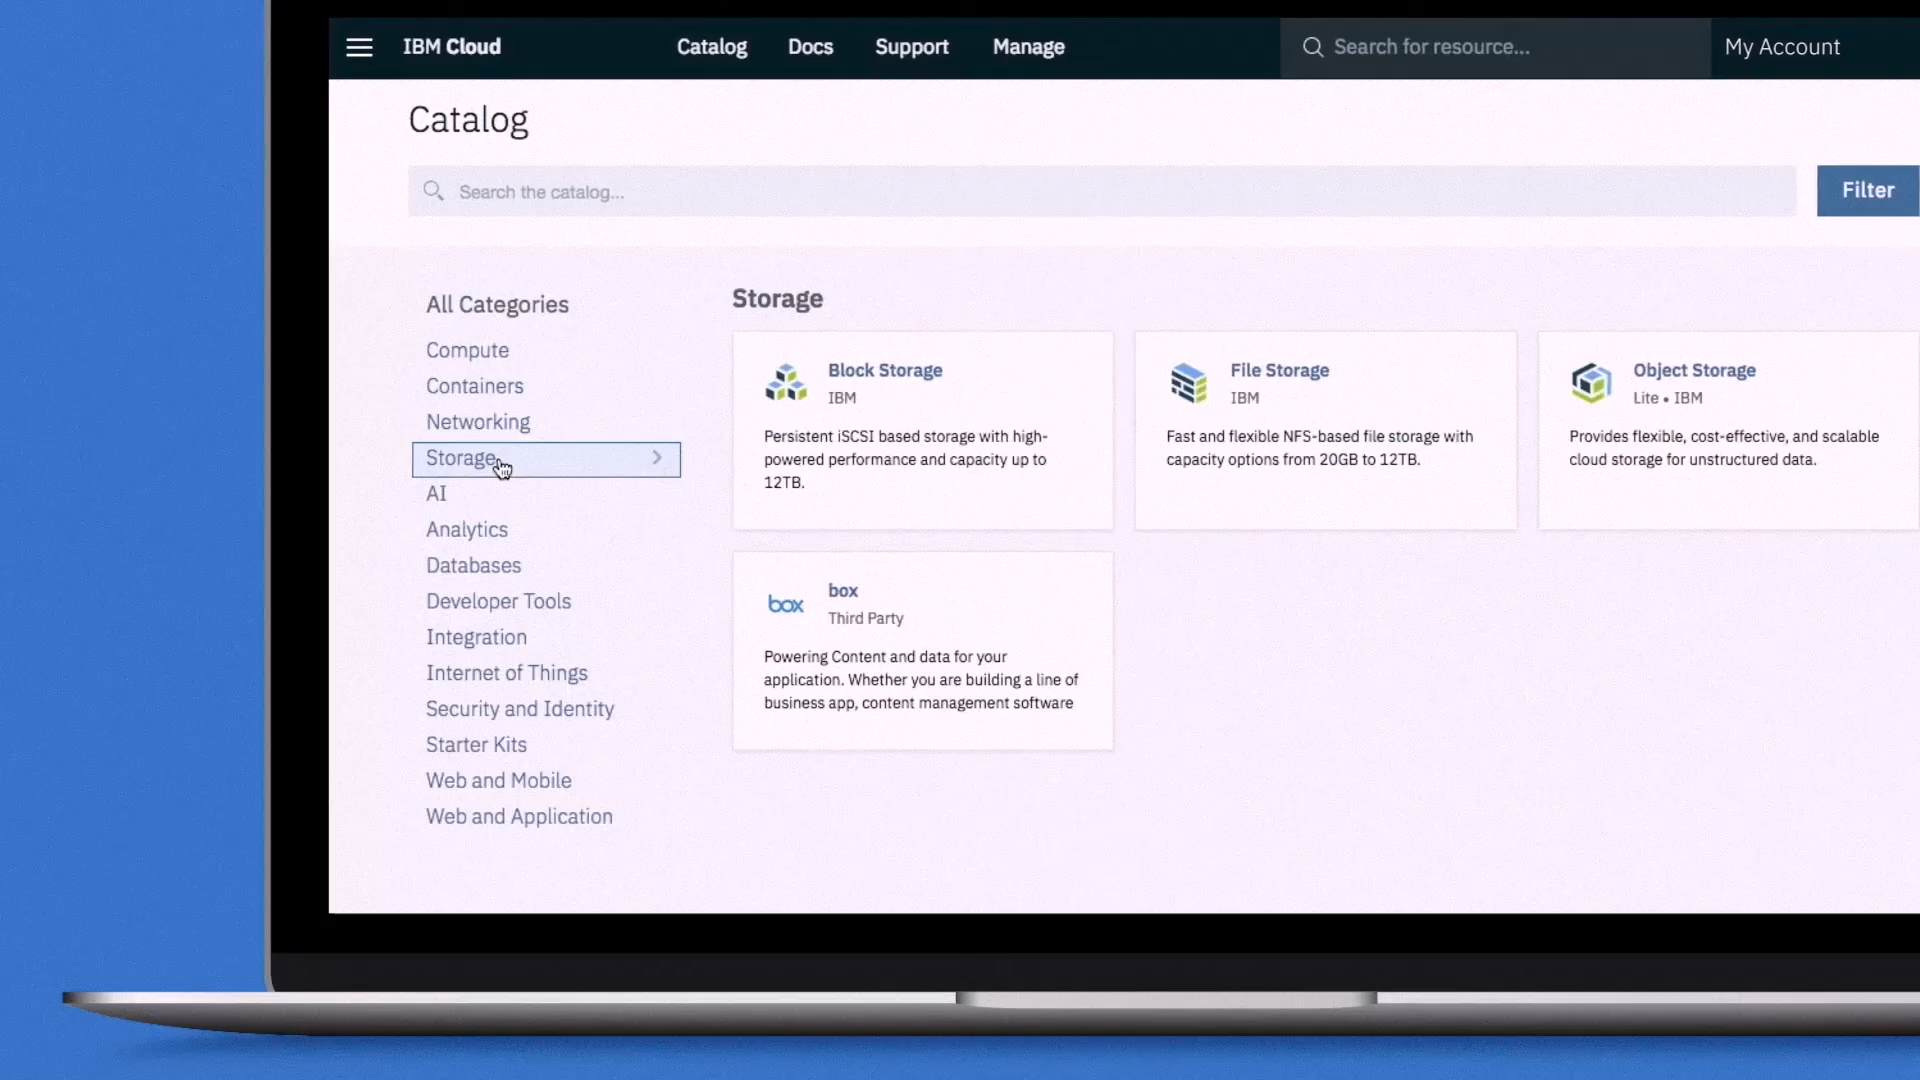 IBM Cloud
Catalog
Docs
Support
Manage
Search for resource...
My Account
Catalog
Search the catalog...
Filter
All Categories
Compute
Containers
Networking
Storage
AI
Analytics
Databases
Developer Tools
Integration
Internet of Things
Security and Identity
Starter Kits
Web and Mobile
Web and Application
Storage
Block Storage
IBM
Persistent iSCSI based storage with high-
powered performance and capacity up to
12TB.
File Storage
IBM
Fast and flexible NFS-based file storage with
capacity options from 20GB to 12TB.
Object Storage
Lite • IBM
Provides flexible, cost-effective, and scalable
cloud storage for unstructured data.
box
box
Third Party
Powering Content and data for your
application. Whether you are building a line of
business app, content management software